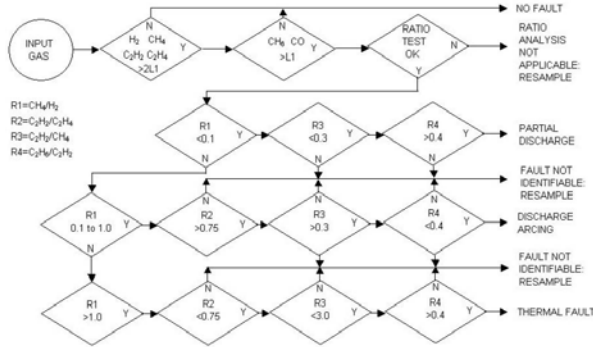 NO FAULT
INPUT
GAS
N
H2 CH4
C2H2 C2H4
Y
>2L1
N
CH6 CO
Y
>L1
RATIO
TEST
OK
N
Y
RATIO
ANALYSIS
NOT
APPLICABLE:
RESAMPLE
R1=CH4/H2
R2=C2H2/C2H4
R3=C2H2/CH4
R4=C2H6/C2H2
R1
<0.1
Y
N
R3
<0.3
Y
N
R4
>0.4
Y
N
PARTIAL
DISCHARGE
FAULT NOT
IDENTIFIABLE:
RESAMPLE
R1
0.1 to 1.0
Y
N
N
R2
>0.75
Y
N
R3
>0.3
Y
N
R4
<0.4
Y
DISCHARGE
ARCING
FAULT NOT
IDENTIFIABLE:
RESAMPLE
R1
>1.0
Y
N
R2
<0.75
Y
N
R3
<3.0
Y
N
R4
>0.4
Y
THERMAL FAULT